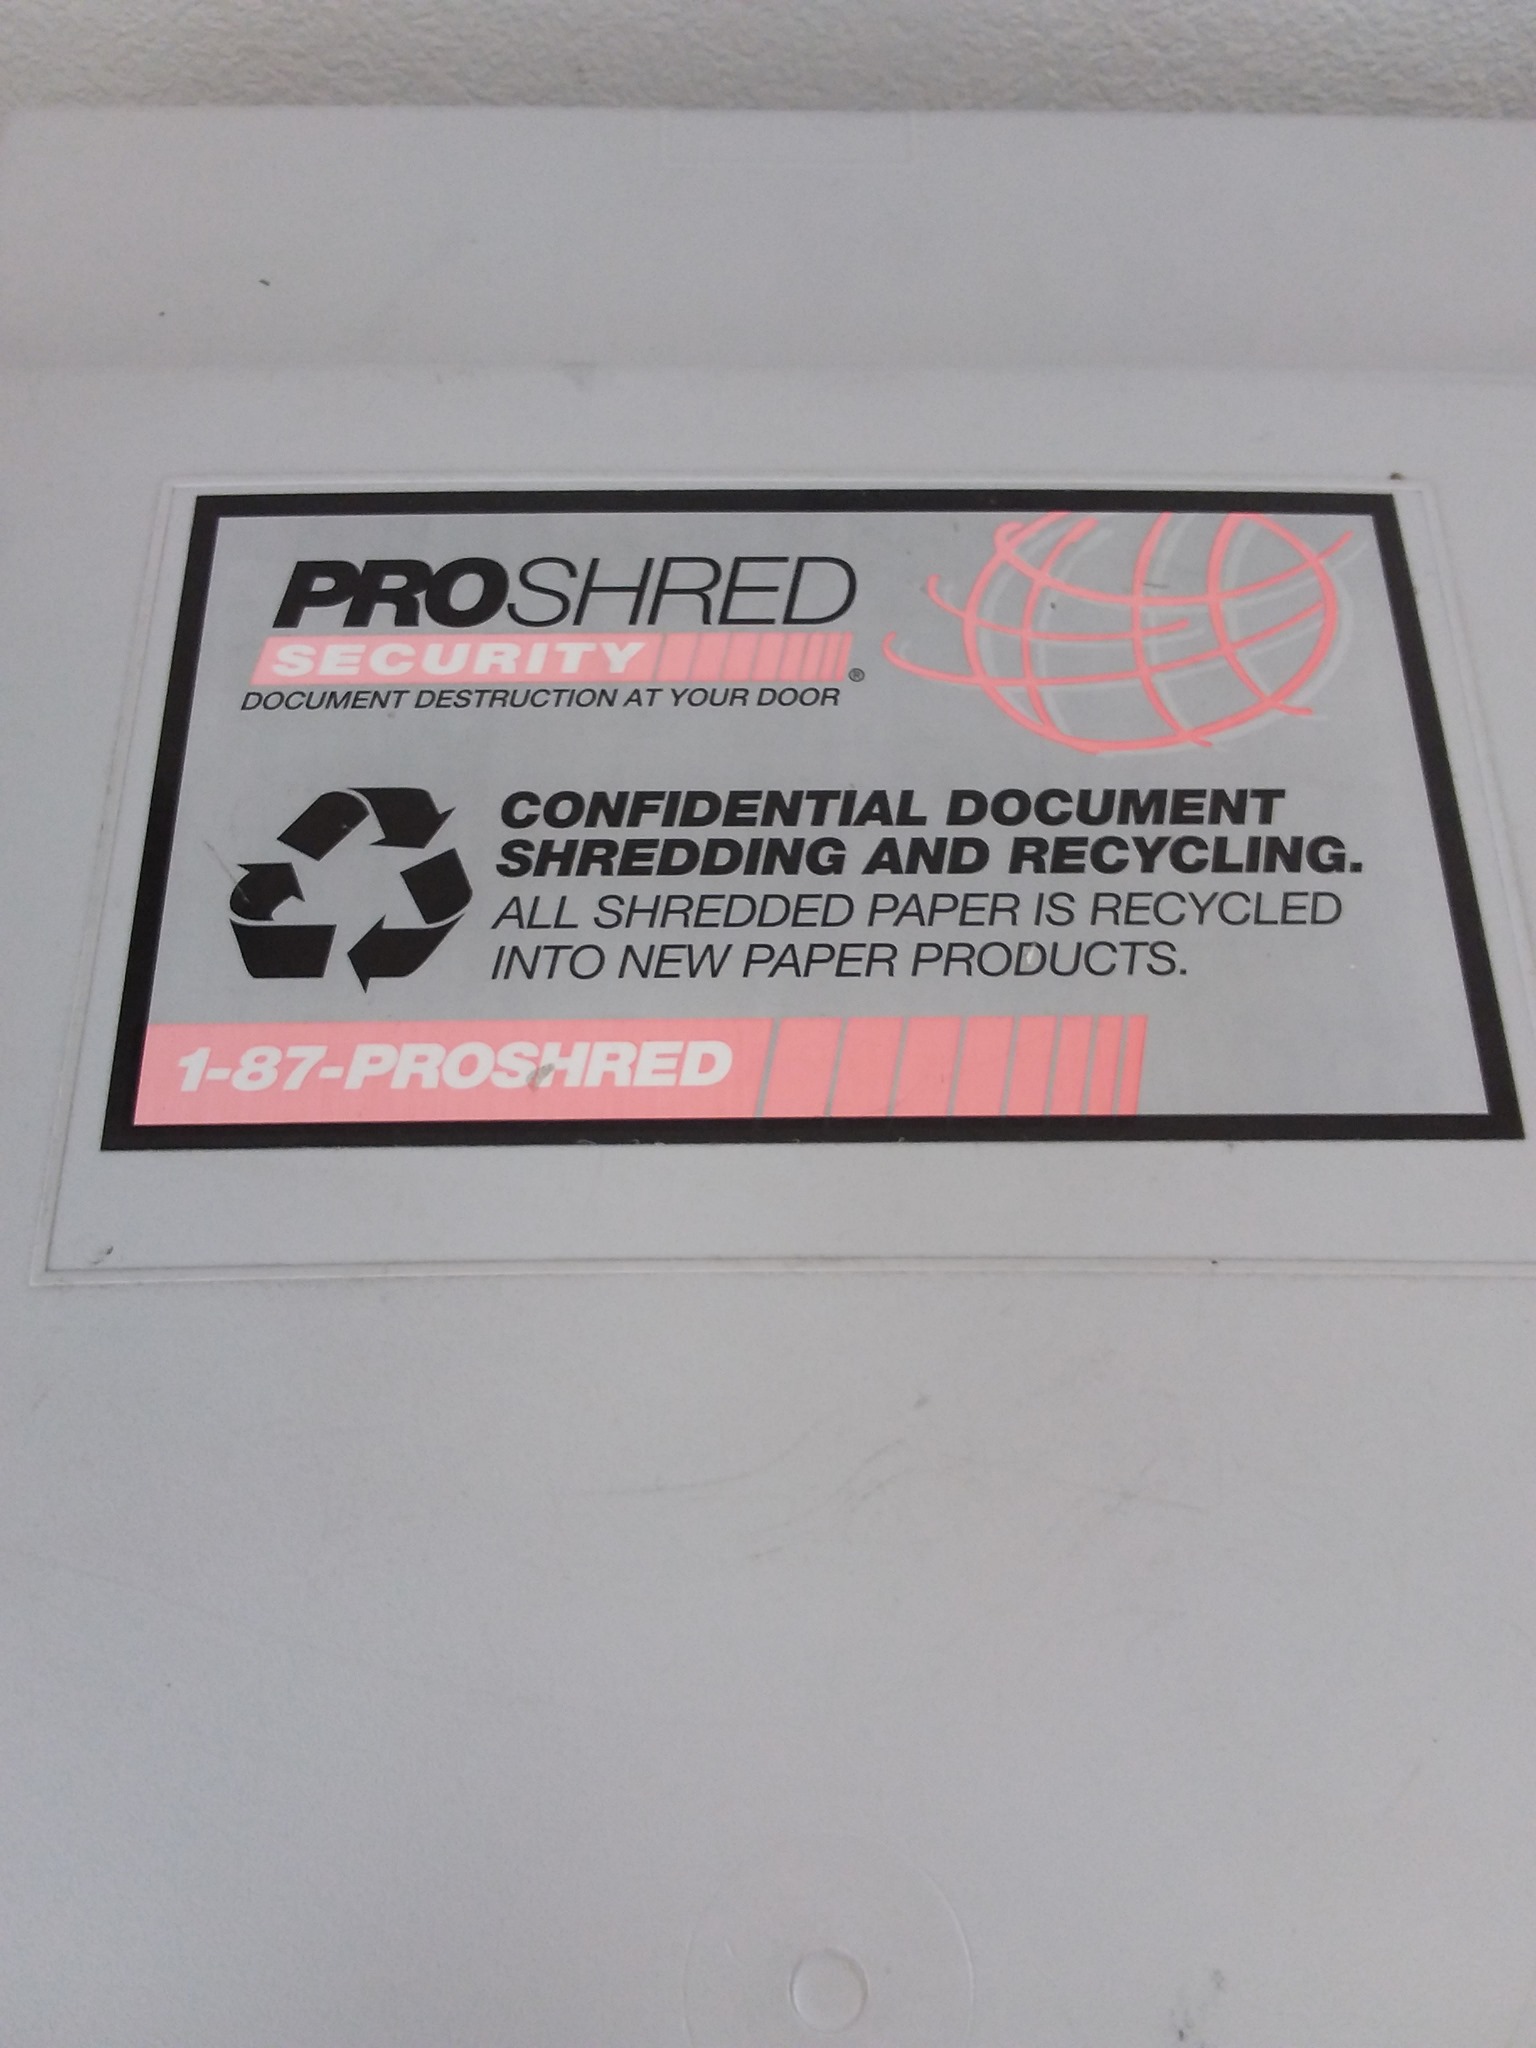 PROSHRED
SECURITY®
DOCUMENT DESTRUCTION AT YOUR DOOR
CONFIDENTIAL DOCUMENT
SHREDDING AND RECYCLING.
ALL SHREDDED PAPER IS RECYCLED
INTO NEW PAPER PRODUCTS.
1-87-PROSHRED